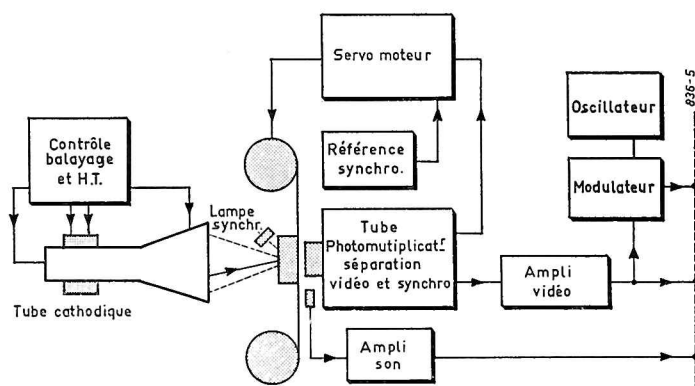 Servo moteur
836-5
Oscillateur
Contrôle
balayage
et H.T.
Référence
synchro.
Modulateur
Lampe
synchr.
Tube
Photomutiplicatr
séparation
vidéo et synchro
Ampli
vidéo
Tube cathodique
Ampli
son